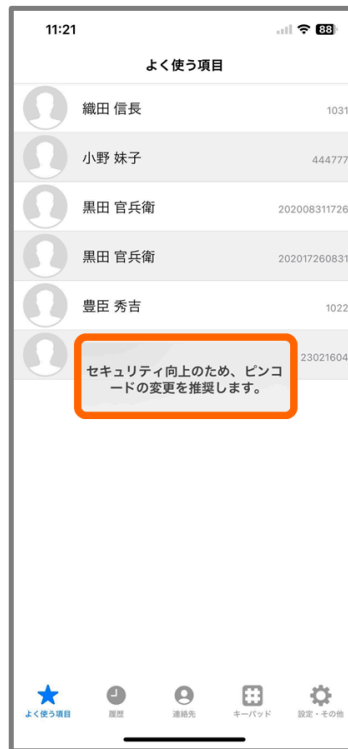 11:21
88
よく使う項目
織田 信長
1031
小野 妹子
444777
黒田 官兵衛
202008311726
黒田 官兵衛
202017260831
豊臣 秀吉
1022
23021604
セキュリティ向上のため、ピンコ
ードの変更を推奨します。
よく使う項目
履歴
連絡先
キーパッド
設定・その他